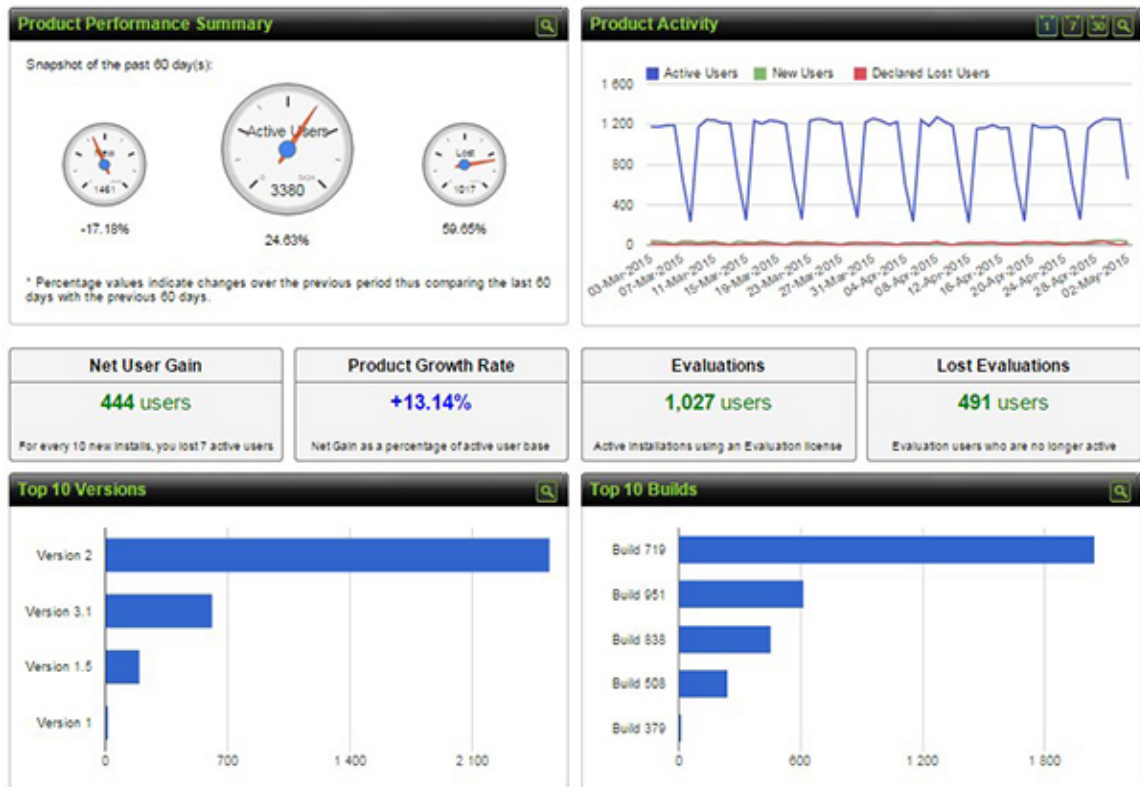 Product Performance Summary
Snapshot of the past 60 day(s):
New
1461
-17.18%
Active Users
0 5424
3380
24.63%
Lost
1017
59.65%
* Percentage values indicate changes over the previous period thus comparing the last 60
days with the previous 60 days.
Product Activity
1 7 30
Active Users New Users Declared Lost Users
1 600
1 200
800
400
0
03-Mar-2015
07-Mar-2015
11-Mar-2015
15-Mar-2015
19-Mar-2015
23-Mar-2015
27-Mar-2015
31-Mar-2015
04-Apr-2015
08-Apr-2015
12-Apr-2015
16-Apr-2015
20-Apr-2015
24-Apr-2015
28-Apr-2015
02-May-2015
Net User Gain
444 users
For every 10 new installs, you lost 7 active users
Product Growth Rate
+13.14%
Net Gain as a percentage of active user base
Evaluations
1,027 users
Active installations using an Evaluation license
Lost Evaluations
491 users
Evaluation users who are no longer active
Top 10 Versions
Version 2
Version 3.1
Version 1.5
Version 1
0 700 1 400 2 100
Top 10 Builds
Build 719
Build 951
Build 838
Build 508
Build 379
0 600 1 200 1 800